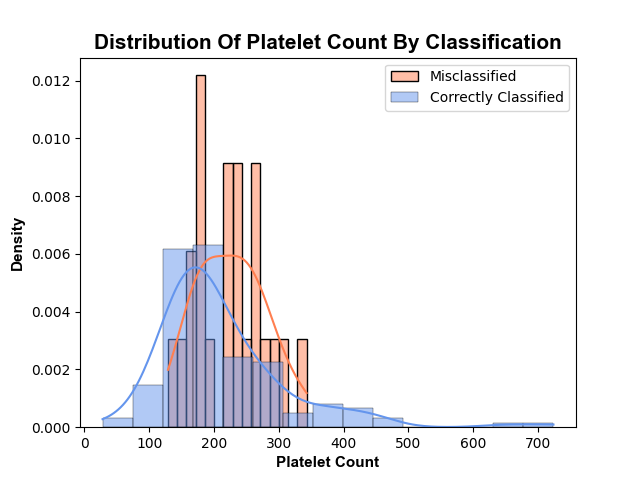 Distribution Of Platelet Count By Classification
Misclassified
Correctly Classified
0.012
0.010
0.008
0.006
0.004
0.002
0.000
Density
0 100 200 300 400 500 600 700
Platelet Count